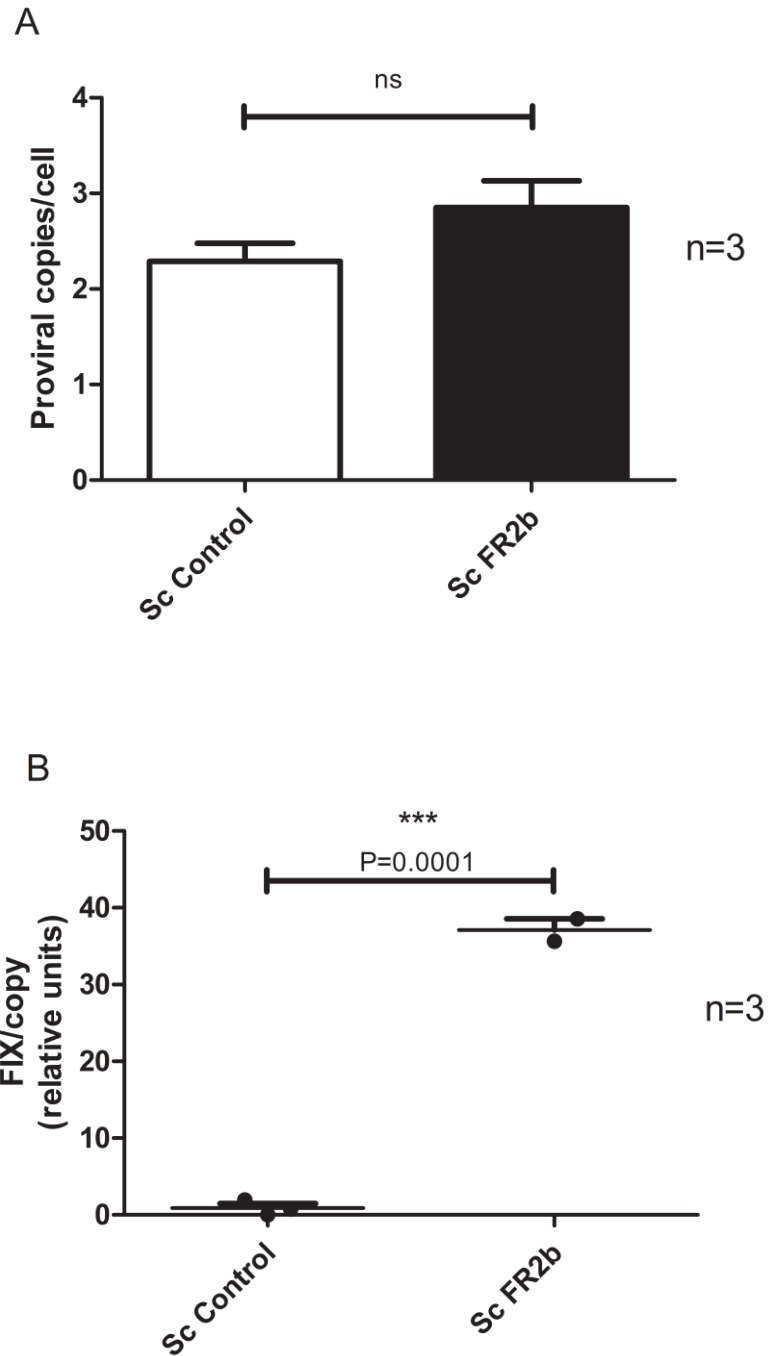 A
ns
4
3
2
1
0
Proviral copies/cell
n=3
Sc Control
Sc FR2b
B
***
P=0.0001
50
40
30
20
10
0
FIX/copy
(relative units)
n=3
Sc Control
Sc FR2b